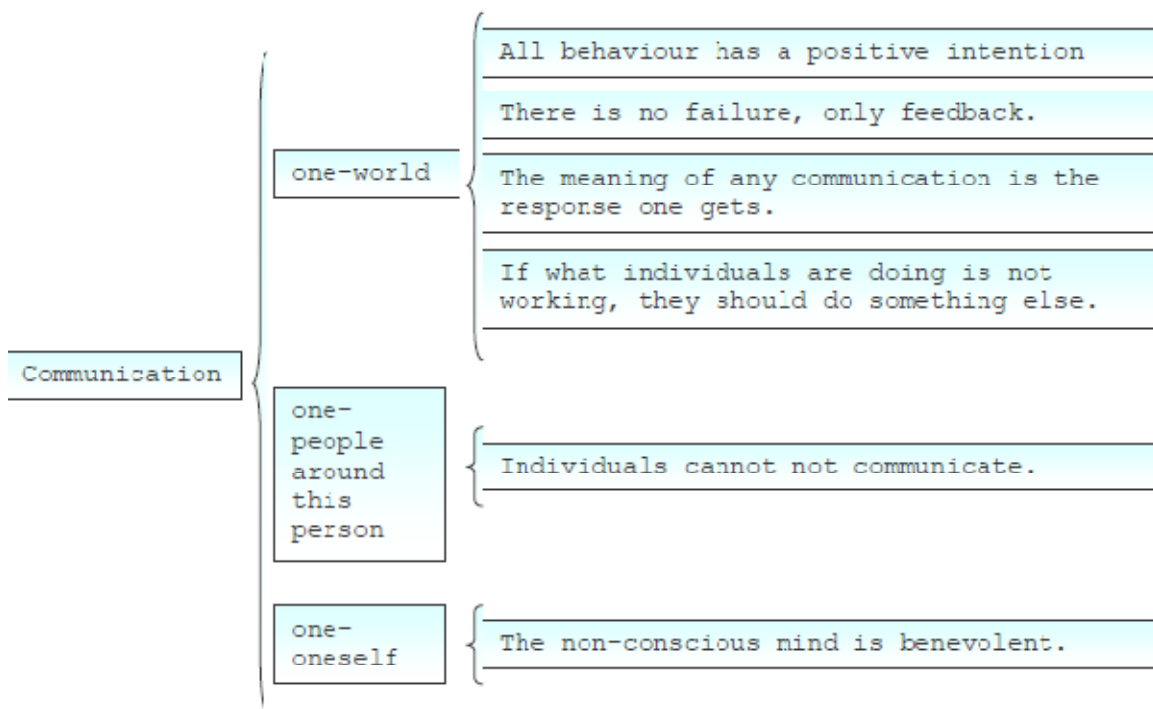 Communication
one-world
All behaviour has a positive intention
There is no failure, only feedback.
The meaning of any communication is the
response one gets.
If what individuals are doing is not
working, they should do something else.
one-
people
around
this
person
Individuals cannot not communicate.
one-
oneself
The non-conscious mind is benevolent.